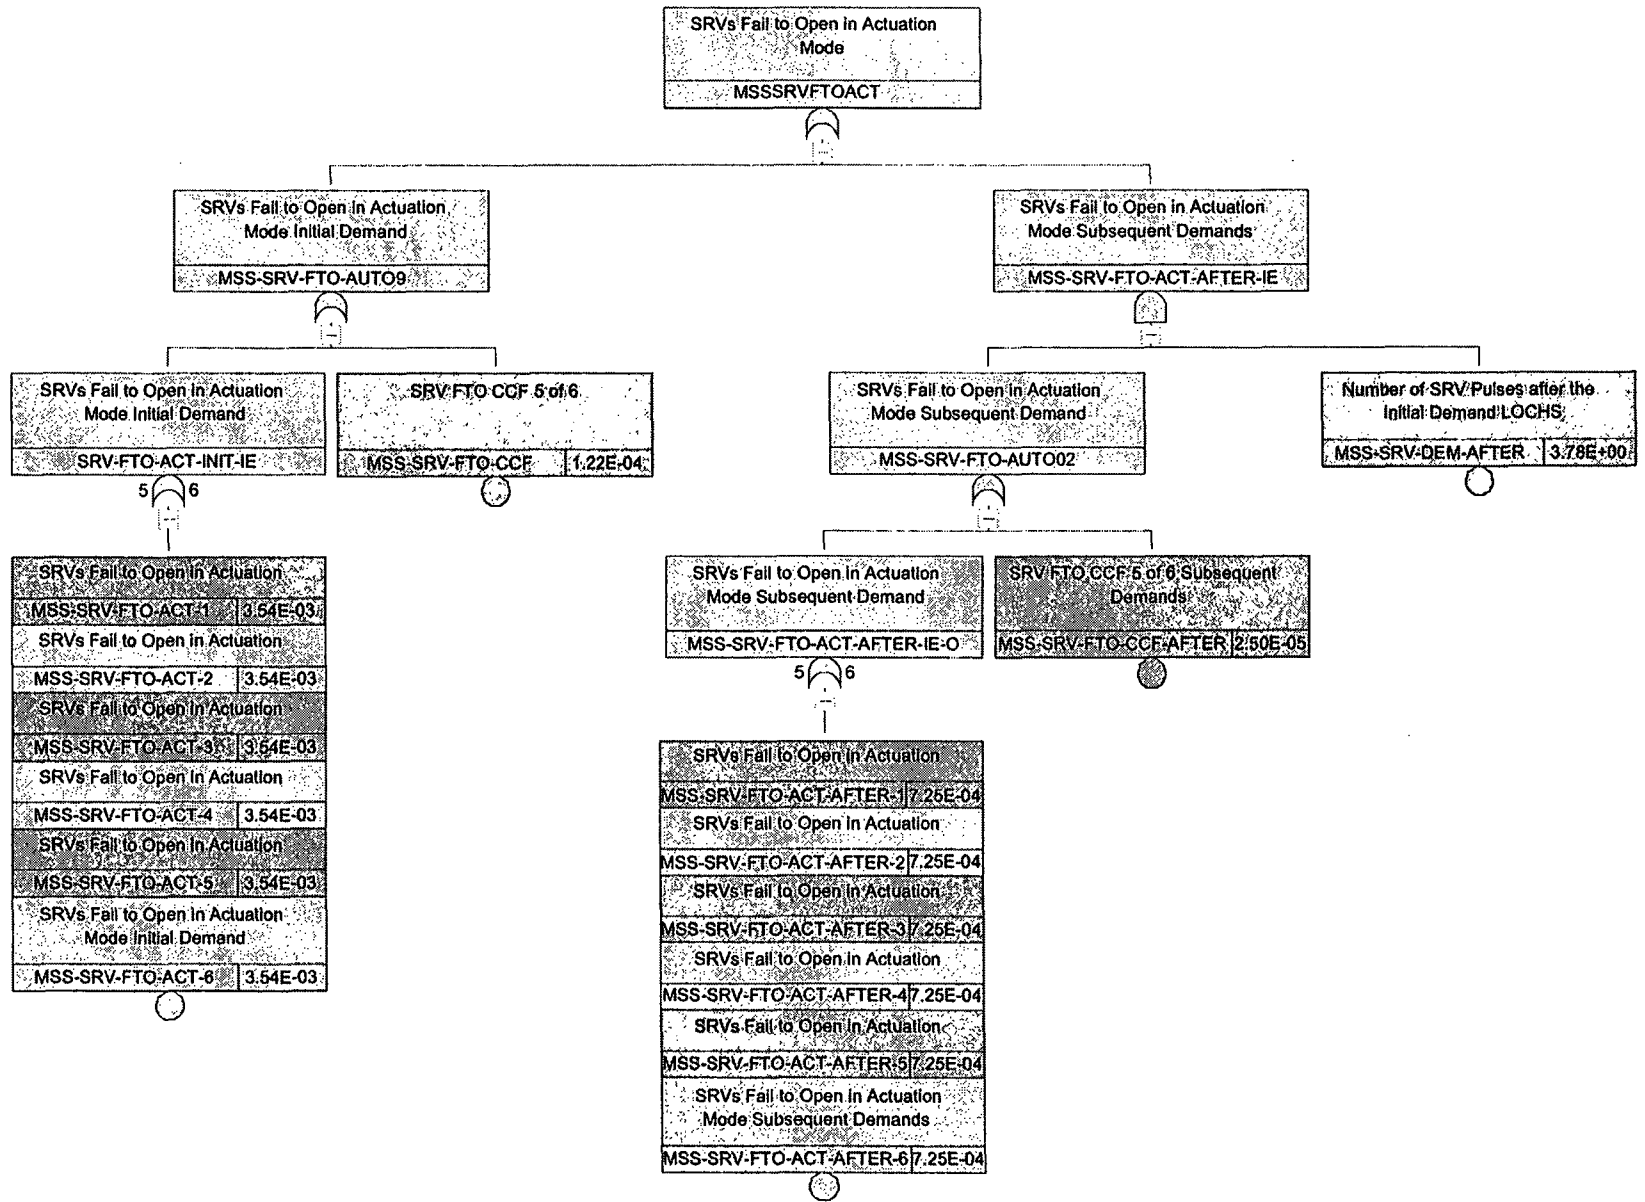 SRVs Fail to Open in Actuation
Mode
MSSSRVFTOACT
SRVs Fail to Open in Actuation
Mode Initial Demand
MSS-SRV-FTO-AUTO9
SRVs Fail to Open in Actuation
Mode Subsequent Demands
MSS-SRV-FTO-ACT-AFTER-IE
SRVs Fail to Open in Actuation
Mode Initial Demand
SRV-FTO-ACT-INIT-IE
5 6
SRV FTO CCF 5 of 6
MSS-SRV-FTO-CCF 1.22E-04
SRVs Fail to Open in Actuation
Mode Subsequent Demand
MSS-SRV-FTO-AUTO02
Number of SRV Pulses after the
Initial Demand LOCHS
MSS-SRV-DEM-AFTER 3.78E+00
SRVs Fail to Open in Actuation
MSS-SRV-FTO-ACT-1 3.54E-03
SRVs Fail to Open in Actuation
MSS-SRV-FTO-ACT-2 3.54E-03
SRVs Fail to Open in Actuation
MSS-SRV-FTO-ACT-3 3.54E-03
SRVs Fail to Open in Actuation
MSS-SRV-FTO-ACT-4 3.54E-03
SRVs Fail to Open in Actuation
MSS-SRV-FTO-ACT-5 3.54E-03
SRVs Fail to Open in Actuation
Mode Initial Demand
MSS-SRV-FTO-ACT-6 3.54E-03
SRVs Fail to Open in Actuation
Mode Subsequent Demand
MSS-SRV-FTO-ACT-AFTER-IE-O
5 6
SRV FTO CCF 5 of 6 Subsequent
Demands
MSS-SRV-FTO-CCF-AFTER 2.50E-05
SRVs Fail to Open in Actuation
MSS-SRV-FTO-ACT-AFTER-1 7.25E-04
SRVs Fail to Open in Actuation
MSS-SRV-FTO-ACT-AFTER-2 7.25E-04
SRVs Fail to Open in Actuation
MSS-SRV-FTO-ACT-AFTER-3 7.25E-04
SRVs Fail to Open in Actuation
MSS-SRV-FTO-ACT-AFTER-4 7.25E-04
SRVs Fail to Open in Actuation
MSS-SRV-FTO-ACT-AFTER-5 7.25E-04
SRVs Fail to Open in Actuation
Mode Subsequent Demands
MSS-SRV-FTO-ACT-AFTER-6 7.25E-04